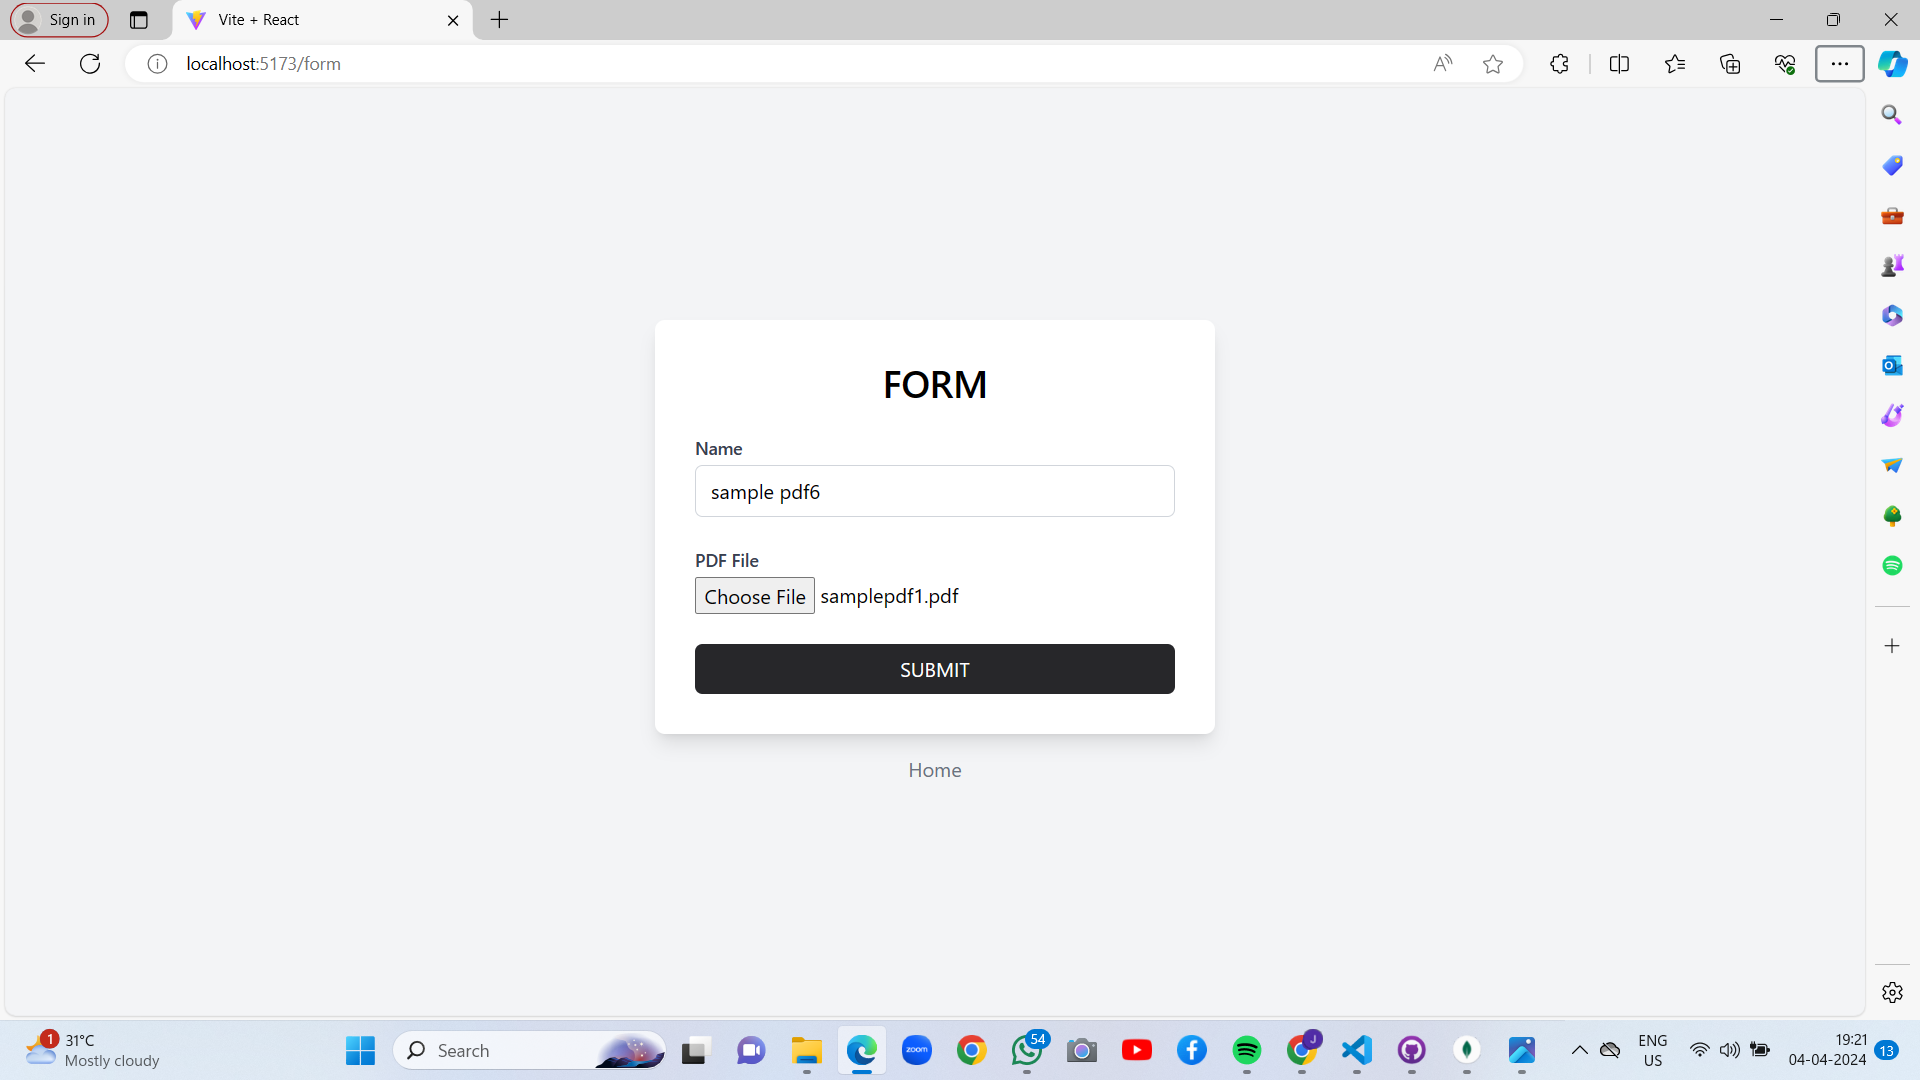 Sign in
Vite + React
localhost:5173/form
FORM
Name
sample pdf6
PDF File
Choose File samplepdf1.pdf
SUBMIT
Home
1
31°C
Mostly cloudy
Search
zoom
54
J
ENG
US
19:21
04-04-2024
13